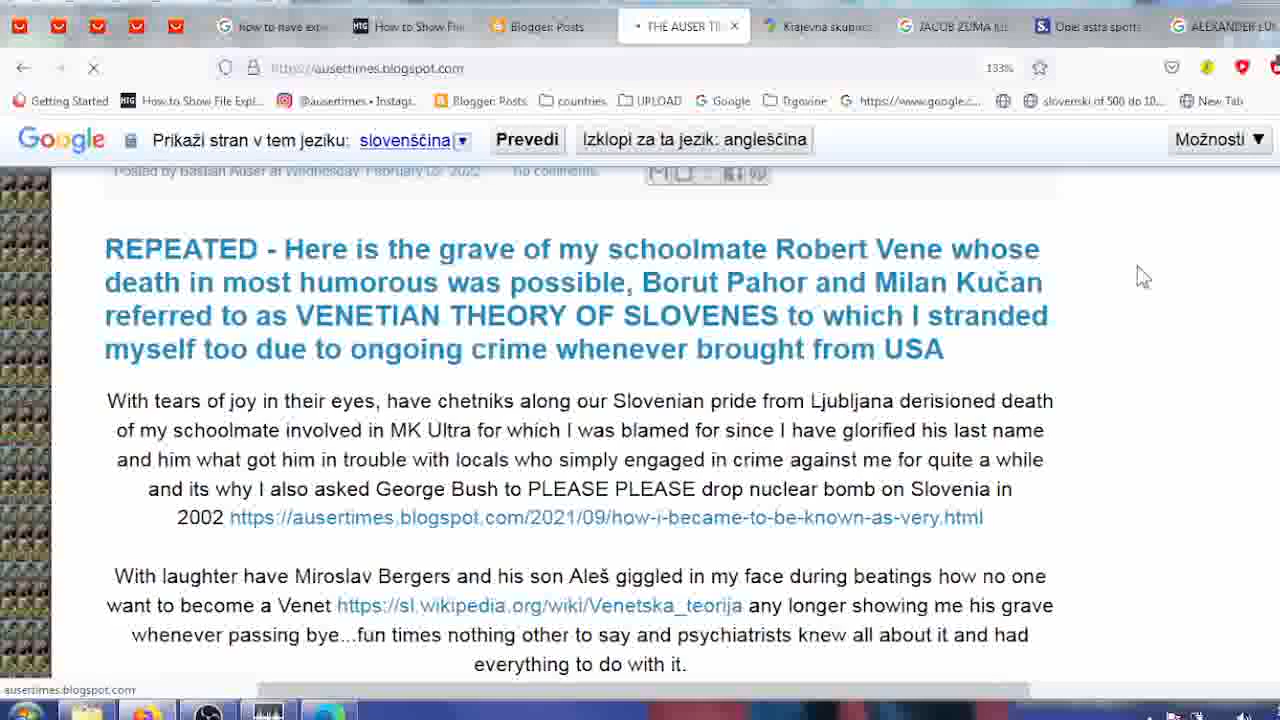 how to have exte
How to Show File
Blogger: Posts
THE AUSER TI
Krajevna skupnos
JACOB ZUMA ILL
Opel astra sports
ALEXANDER LU
https://ausertimes.blogspot.com
133%
Getting Started
HTG How to Show File Expl...
@ausertimes • Instagr...
Blogger: Posts
countries
UPLOAD
Google
Trgovine
https://www.google.c...
slovenski of 500 do 10...
New Tab
Google Prikaži stran v tem jeziku: slovenščina Prevedi Izklopi za ta jezik: angleščina Možnosti ▼
Posted by Bastian Auser at Wednesday, February 09, 2022 No comments:
REPEATED - Here is the grave of my schoolmate Robert Vene whose
death in most humorous was possible, Borut Pahor and Milan Kučan
referred to as VENETIAN THEORY OF SLOVENES to which I stranded
myself too due to ongoing crime whenever brought from USA
With tears of joy in their eyes, have chetniks along our Slovenian pride from Ljubljana derisioned death
of my schoolmate involved in MK Ultra for which I was blamed for since I have glorified his last name
and him what got him in trouble with locals who simply engaged in crime against me for quite a while
and its why I also asked George Bush to PLEASE PLEASE drop nuclear bomb on Slovenia in
2002 https://ausertimes.blogspot.com/2021/09/how-i-became-to-be-known-as-very.html
With laughter have Miroslav Bergers and his son Aleš giggled in my face during beatings how no one
want to become a Venet https://sl.wikipedia.org/wiki/Venetska_teorija any longer showing me his grave
whenever passing bye...fun times nothing other to say and psychiatrists knew all about it and had
everything to do with it.
ausertimes.blogspot.com